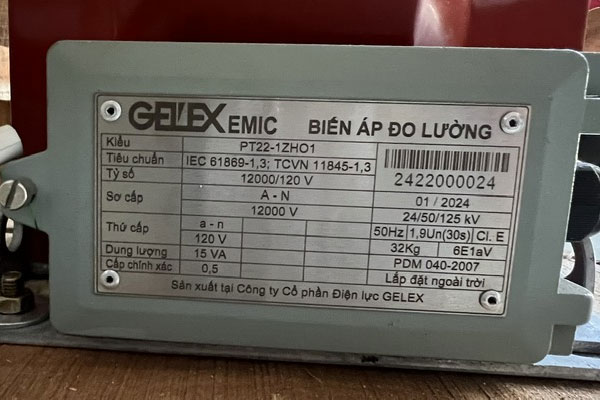 GELEX EMIC BIẾN ÁP ĐO LƯỜNG
Kiểu PT22-1ZHO1
Tiêu chuẩn IEC 61869-1,3; TCVN 11845-1,3
Tỷ số 12000/120 V 2422000024
Sơ cấp A - N 01 / 2024
12000 V 24/50/125 kV
Thứ cấp a - n 50Hz 1,9Un(30s) Cl. E
120 V 32Kg 6E1aV
Dung lượng 15 VA PDM 040-2007
Cấp chính xác 0,5 Lắp đặt ngoài trời
Sản xuất tại Công ty Cổ phần Điện lực GELEX